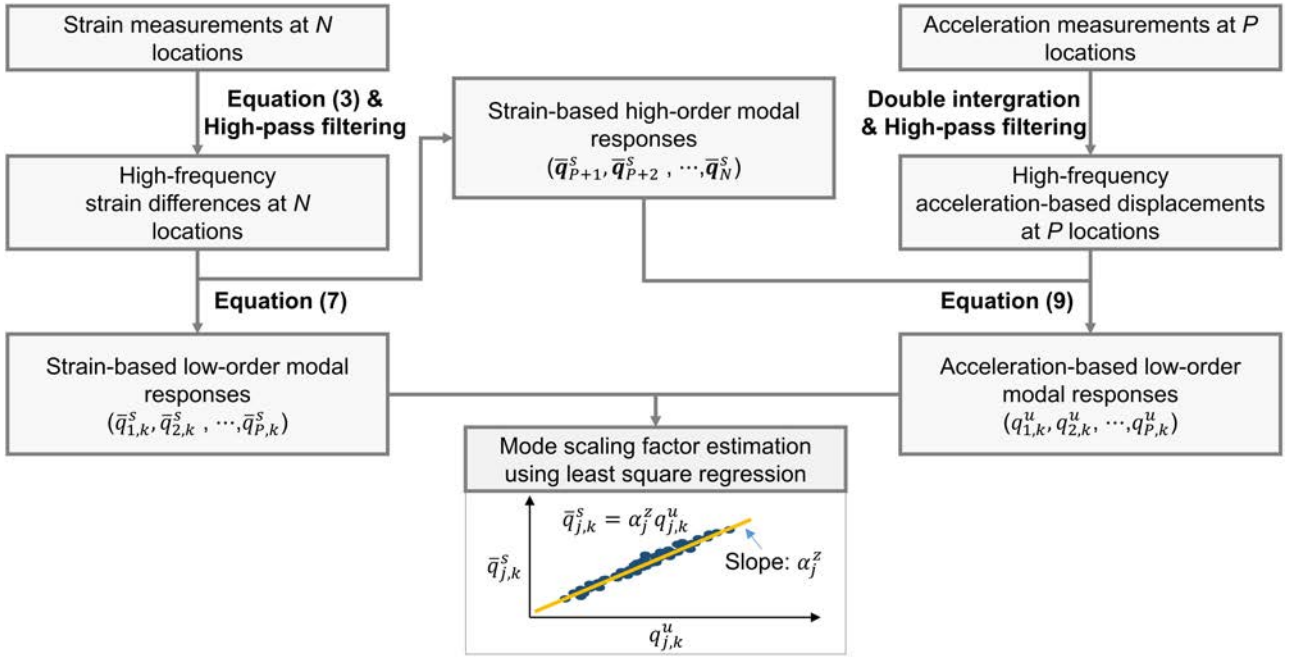 Strain measurements at N
locations
Acceleration measurements at P
locations
Equation (3) &
High-pass filtering
Strain-based high-order modal
responses
(q̅ˢ_{P+1}, q̅ˢ_{P+2} , ⋯,q̅ˢ_N)
Double intergration
& High-pass filtering
High-frequency
strain differences at N
locations
High-frequency
acceleration-based displacements
at P locations
Equation (7)
Equation (9)
Strain-based low-order modal
responses
(q̅ˢ_{1,k}, q̅ˢ_{2,k} , ⋯,q̅ˢ_{P,k})
Acceleration-based low-order
modal responses
(qᵘ_{1,k}, qᵘ_{2,k}, ⋯,qᵘ_{P,k})
Mode scaling factor estimation
using least square regression
q̅ˢ_{j,k} = αᶻ_j qᵘ_{j,k}
q̅ˢ_{j,k}
Slope: αᶻ_j
qᵘ_{j,k}